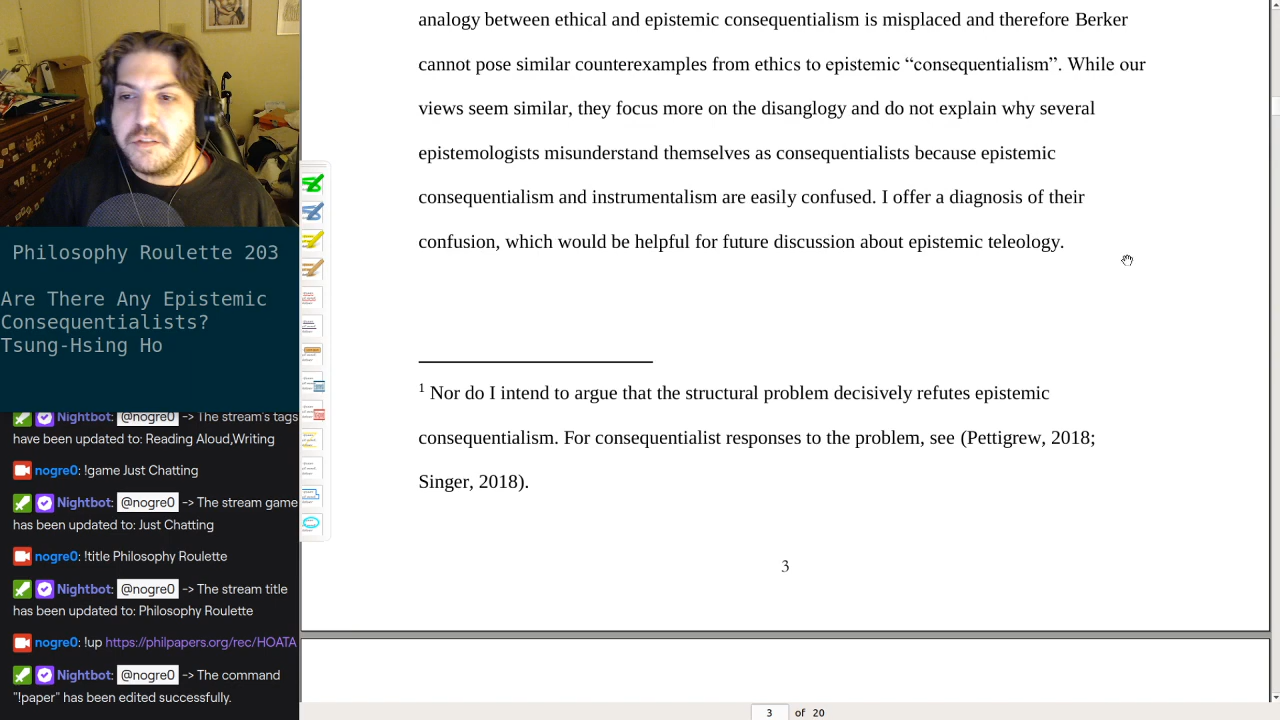 analogy between ethical and epistemic consequentialism is misplaced and therefore Berker
cannot pose similar counterexamples from ethics to epistemic “consequentialism”. While our
views seem similar, they focus more on the disanglogy and do not explain why several
epistemologists misunderstand themselves as consequentialists because epistemic
consequentialism and instrumentalism are easily confused. I offer a diagnosis of their
confusion, which would be helpful for future discussion about epistemic teleology.
1 Nor do I intend to argue that the structural problem decisively refutes epistemic
consequentialism. For consequentialist responses to the problem, see (Pettigrew, 2018;
Singer, 2018).
3
3 of 20
Philosophy Roulette 203
Are There Any Epistemic
Consequentialists?
Tsung-Hsing Ho
Nightbot: @nogre0 -> The stream's tags
has been updated to: Reading Aloud,Writing
nogre0: !game Just Chatting
Nightbot: @nogre0 -> The stream game
has been updated to: Just Chatting
nogre0: !title Philosophy Roulette
Nightbot: @nogre0 -> The stream title
has been updated to: Philosophy Roulette
nogre0: !up https://philpapers.org/rec/HOATA
Nightbot: @nogre0 -> The command
"!paper" has been edited successfully.